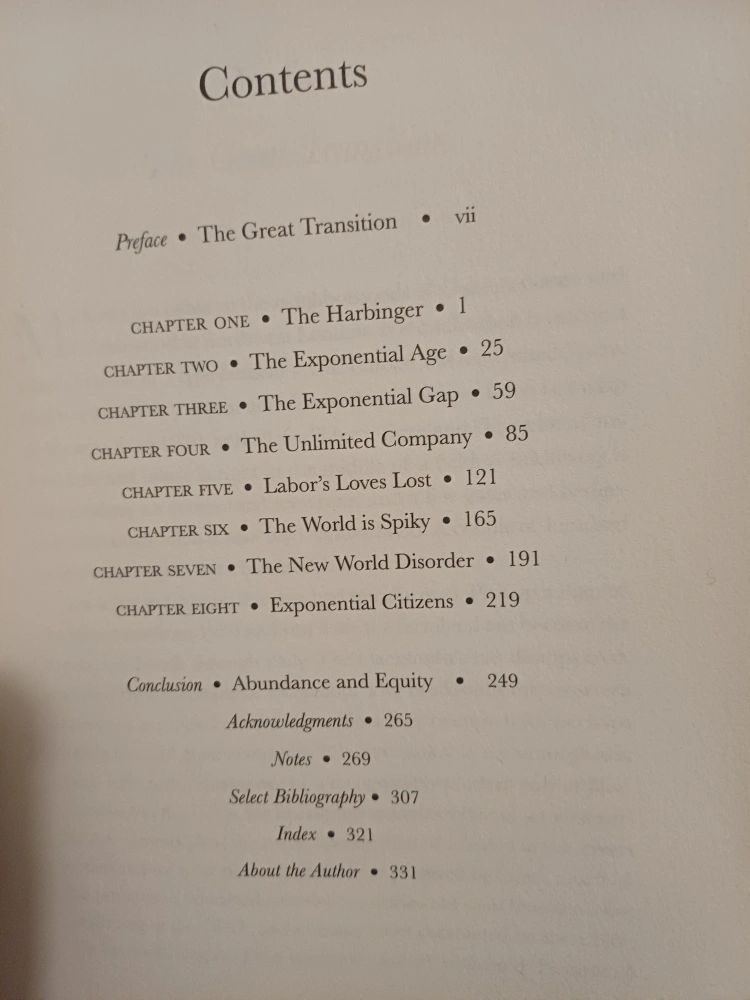 Contents
Preface • The Great Transition • vii
CHAPTER ONE • The Harbinger • 1
CHAPTER TWO • The Exponential Age • 25
CHAPTER THREE • The Exponential Gap • 59
CHAPTER FOUR • The Unlimited Company • 85
CHAPTER FIVE • Labor's Loves Lost • 121
CHAPTER SIX • The World is Spiky • 165
CHAPTER SEVEN • The New World Disorder • 191
CHAPTER EIGHT • Exponential Citizens • 219
Conclusion • Abundance and Equity • 249
Acknowledgments • 265
Notes • 269
Select Bibliography • 307
Index • 321
About the Author • 331